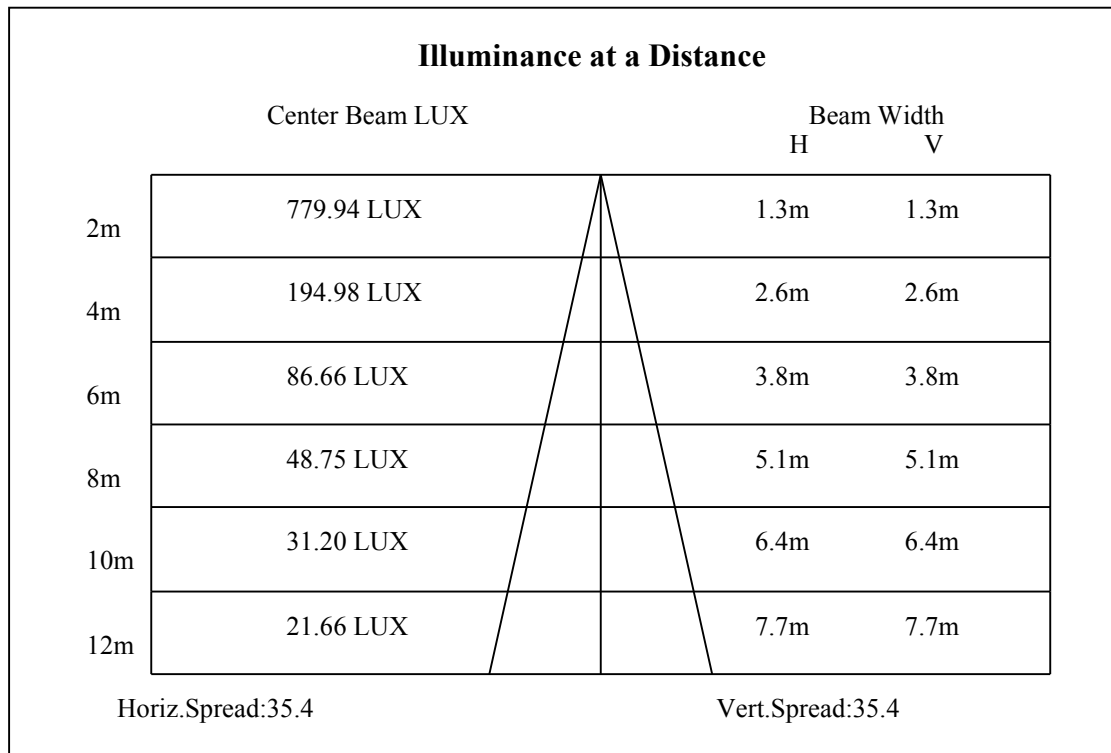 Illuminance at a Distance
Center Beam LUX Beam Width
H V
2m 779.94 LUX 1.3m 1.3m
4m 194.98 LUX 2.6m 2.6m
6m 86.66 LUX 3.8m 3.8m
8m 48.75 LUX 5.1m 5.1m
10m 31.20 LUX 6.4m 6.4m
12m 21.66 LUX 7.7m 7.7m
Horiz.Spread:35.4 Vert.Spread:35.4